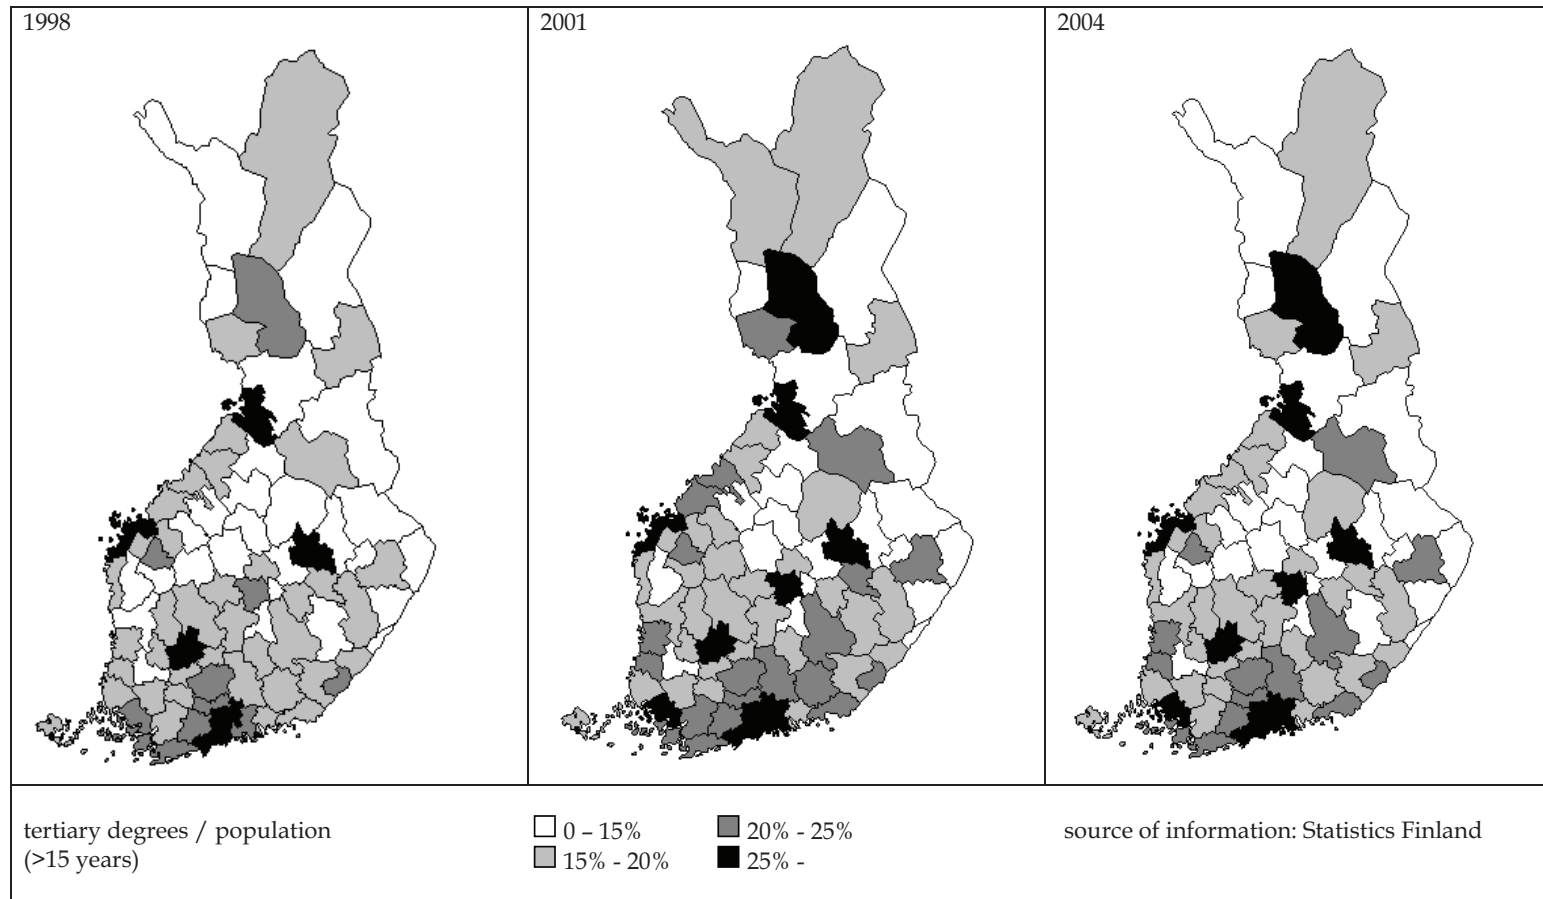 1998
2001
2004
tertiary degrees / population
(>15 years)
0 – 15%
15% - 20%
20% - 25%
25% -
source of information: Statistics Finland